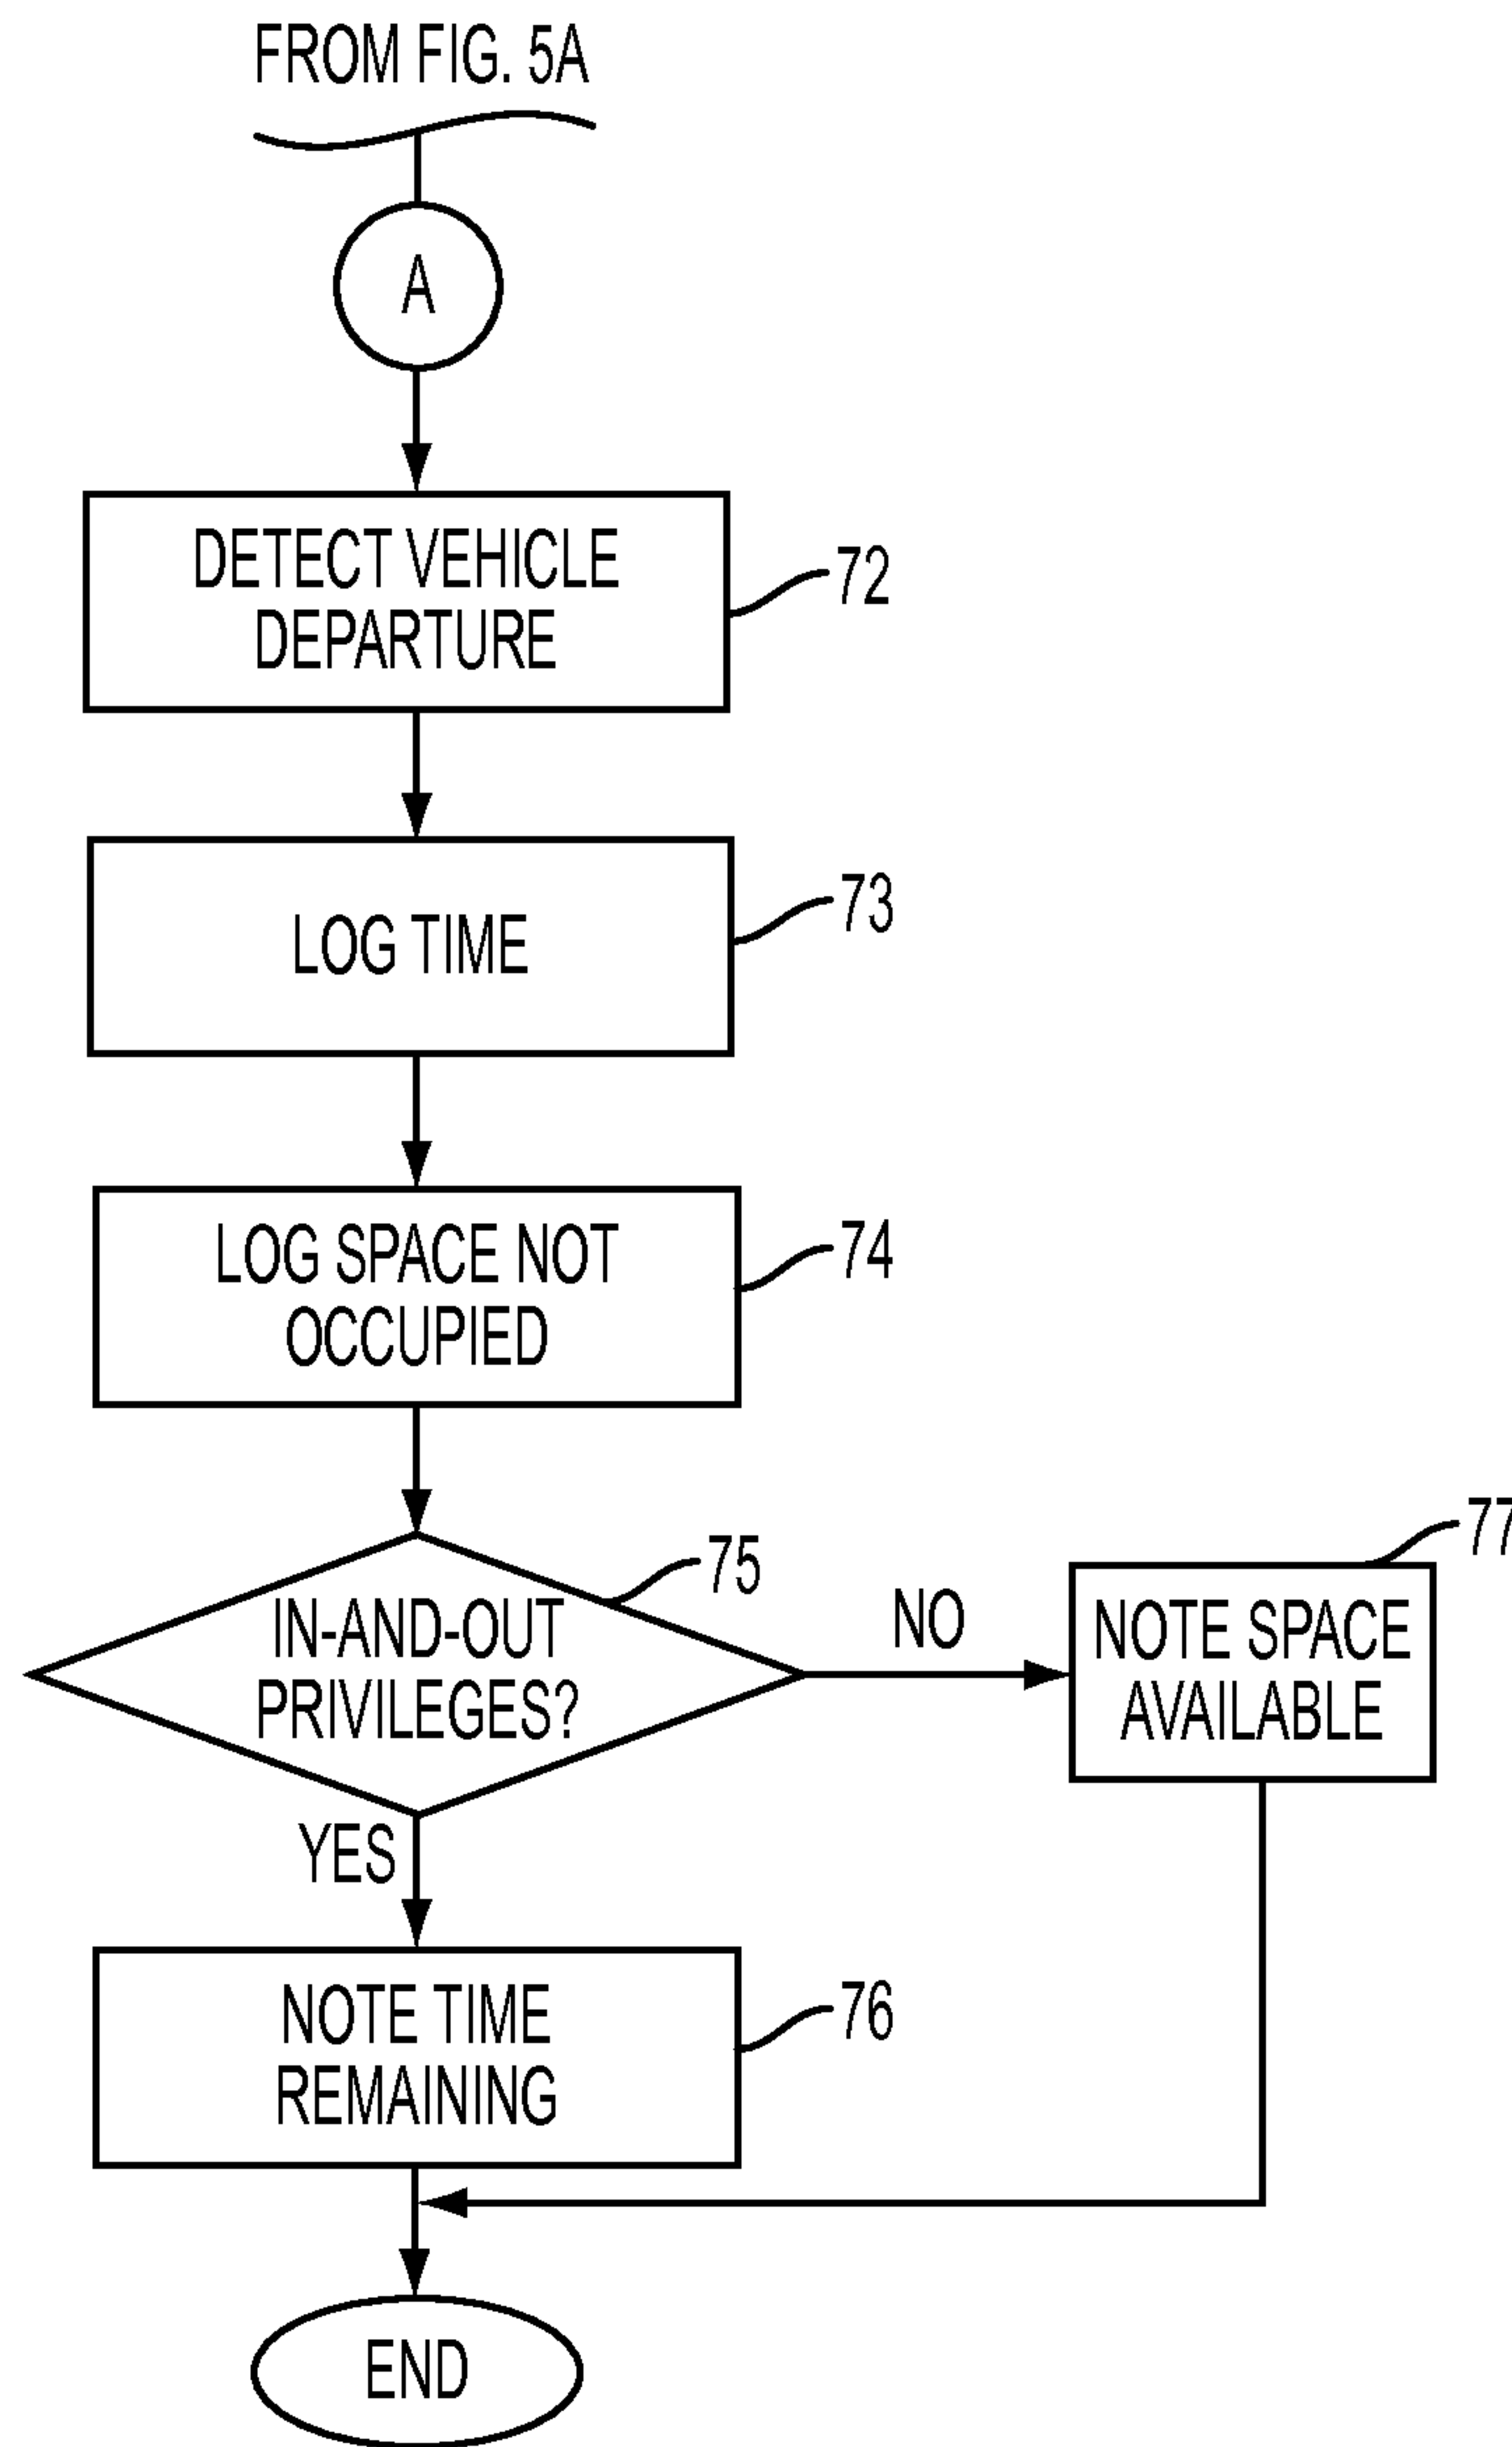 FROM FIG. 5A
A
DETECT VEHICLE
DEPARTURE
72
LOG TIME
73
LOG SPACE NOT
OCCUPIED
74
IN-AND-OUT
PRIVILEGES?
75
NO
NOTE SPACE
AVAILABLE
77
YES
NOTE TIME
REMAINING
76
END